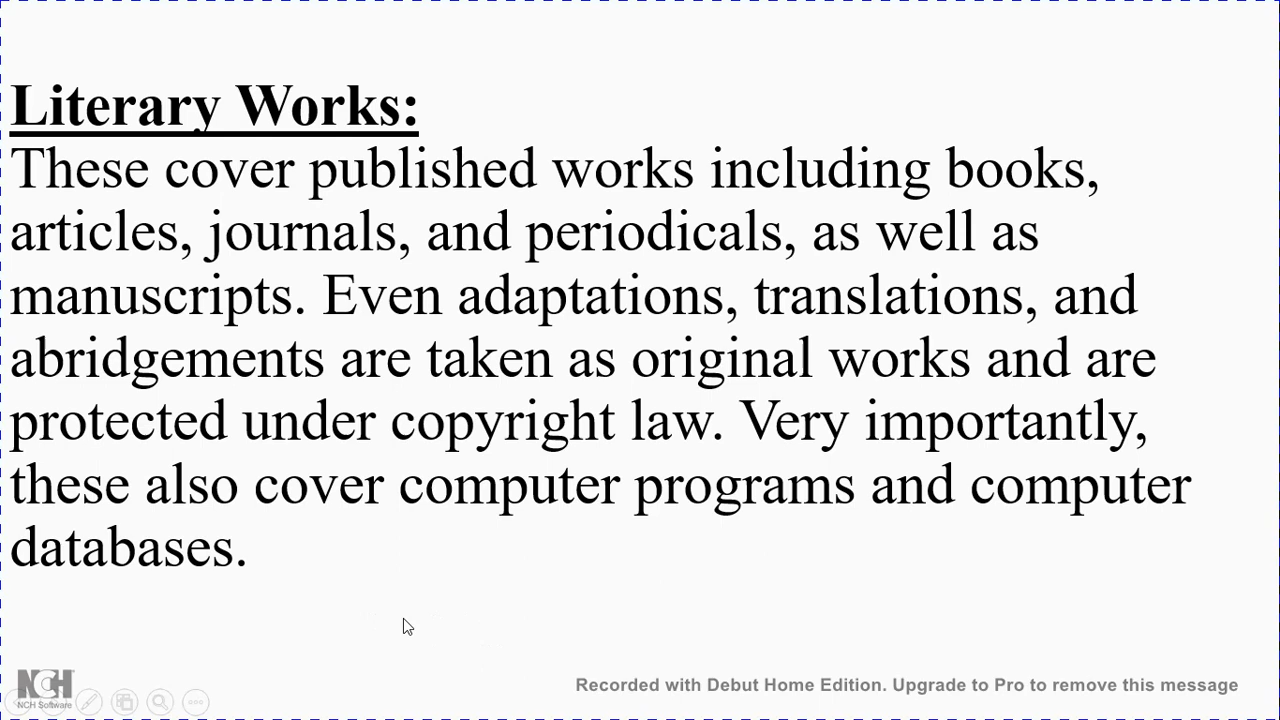 Literary Works:
These cover published works including books,
articles, journals, and periodicals, as well as
manuscripts. Even adaptations, translations, and
abridgements are taken as original works and are
protected under copyright law. Very importantly,
these also cover computer programs and computer
databases.
NCH
NCH Software
Recorded with Debut Home Edition. Upgrade to Pro to remove this message